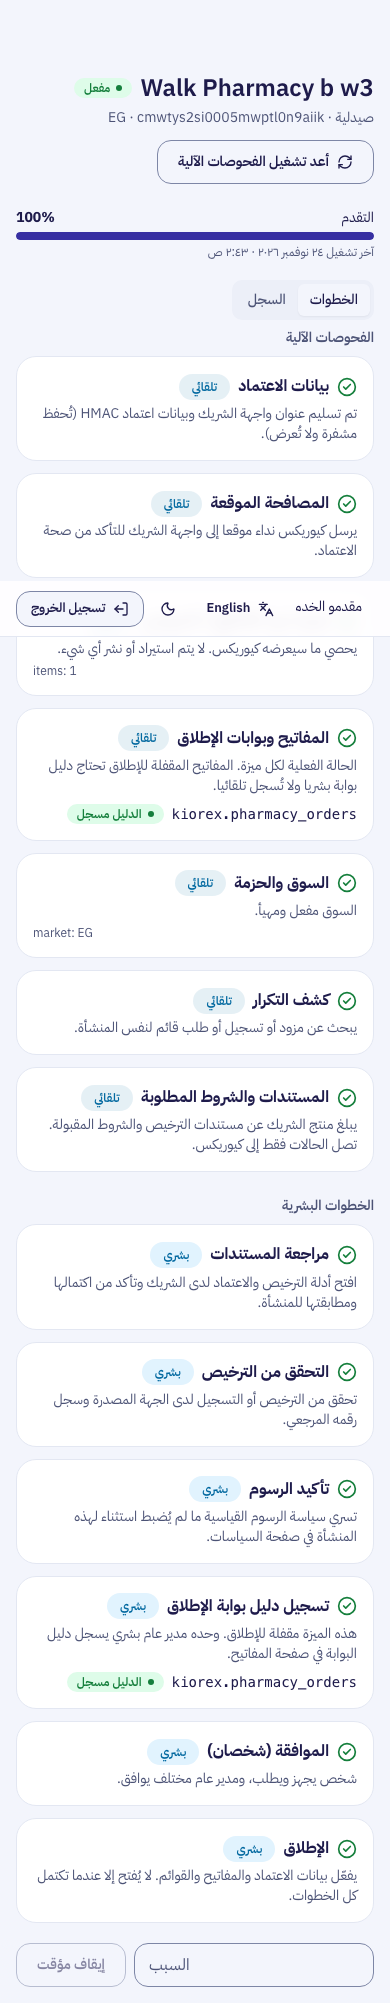 Walk Pharmacy b w3 مفعل
صيدلية · EG · cmwtys2si0005mwptl0n9aiik
أعد تشغيل الفحوصات الآلية
التقدم 100%
آخر تشغيل ٢٤ نوفمبر ٢٠٢٦ · ٢:٤٣ ص
الخطوات السجل
الفحوصات الآلية
بيانات الاعتماد تلقائي
تم تسليم عنوان واجهة الشريك وبيانات اعتماد HMAC (تُحفظ
مشفرة ولا تُعرض).
المصافحة الموقعة تلقائي
يرسل كيوريكس نداء موقعا إلى واجهة الشريك للتأكد من صحة
الاعتماد.
مقدمو الخدم English تسجيل الخروج
يحصي ما سيعرضه كيوريكس. لا يتم استيراد أو نشر أي شيء.
items: 1
المفاتيح وبوابات الإطلاق تلقائي
الحالة الفعلية لكل ميزة. المفاتيح المقفلة للإطلاق تحتاج دليل
بوابة بشريا ولا تُسجل تلقائيا.
kiorex.pharmacy_orders الدليل مسجل
السوق والحزمة تلقائي
السوق مفعل ومهيأ.
market: EG
كشف التكرار تلقائي
يبحث عن مزود أو تسجيل أو طلب قائم لنفس المنشأة.
المستندات والشروط المطلوبة تلقائي
يبلغ منتج الشريك عن مستندات الترخيص والشروط المقبولة.
تصل الحالات فقط إلى كيوريكس.
الخطوات البشرية
مراجعة المستندات بشري
افتح أدلة الترخيص والاعتماد لدى الشريك وتأكد من اكتمالها
ومطابقتها للمنشأة.
التحقق من الترخيص بشري
تحقق من الترخيص أو التسجيل لدى الجهة المصدرة وسجل
رقمه المرجعي.
تأكيد الرسوم بشري
تسري سياسة الرسوم القياسية ما لم يُضبط استثناء لهذه
المنشأة في صفحة السياسات.
تسجيل دليل بوابة الإطلاق بشري
هذه الميزة مقفلة للإطلاق. وحده مدير عام بشري يسجل دليل
البوابة في صفحة المفاتيح.
kiorex.pharmacy_orders الدليل مسجل
الموافقة (شخصان) بشري
شخص يجهز ويطلب، ومدير عام مختلف يوافق.
الإطلاق بشري
يفعّل بيانات الاعتماد والمفاتيح والقوائم. لا يُفتح إلا عندما تكتمل
كل الخطوات.
السبب إيقاف مؤقت